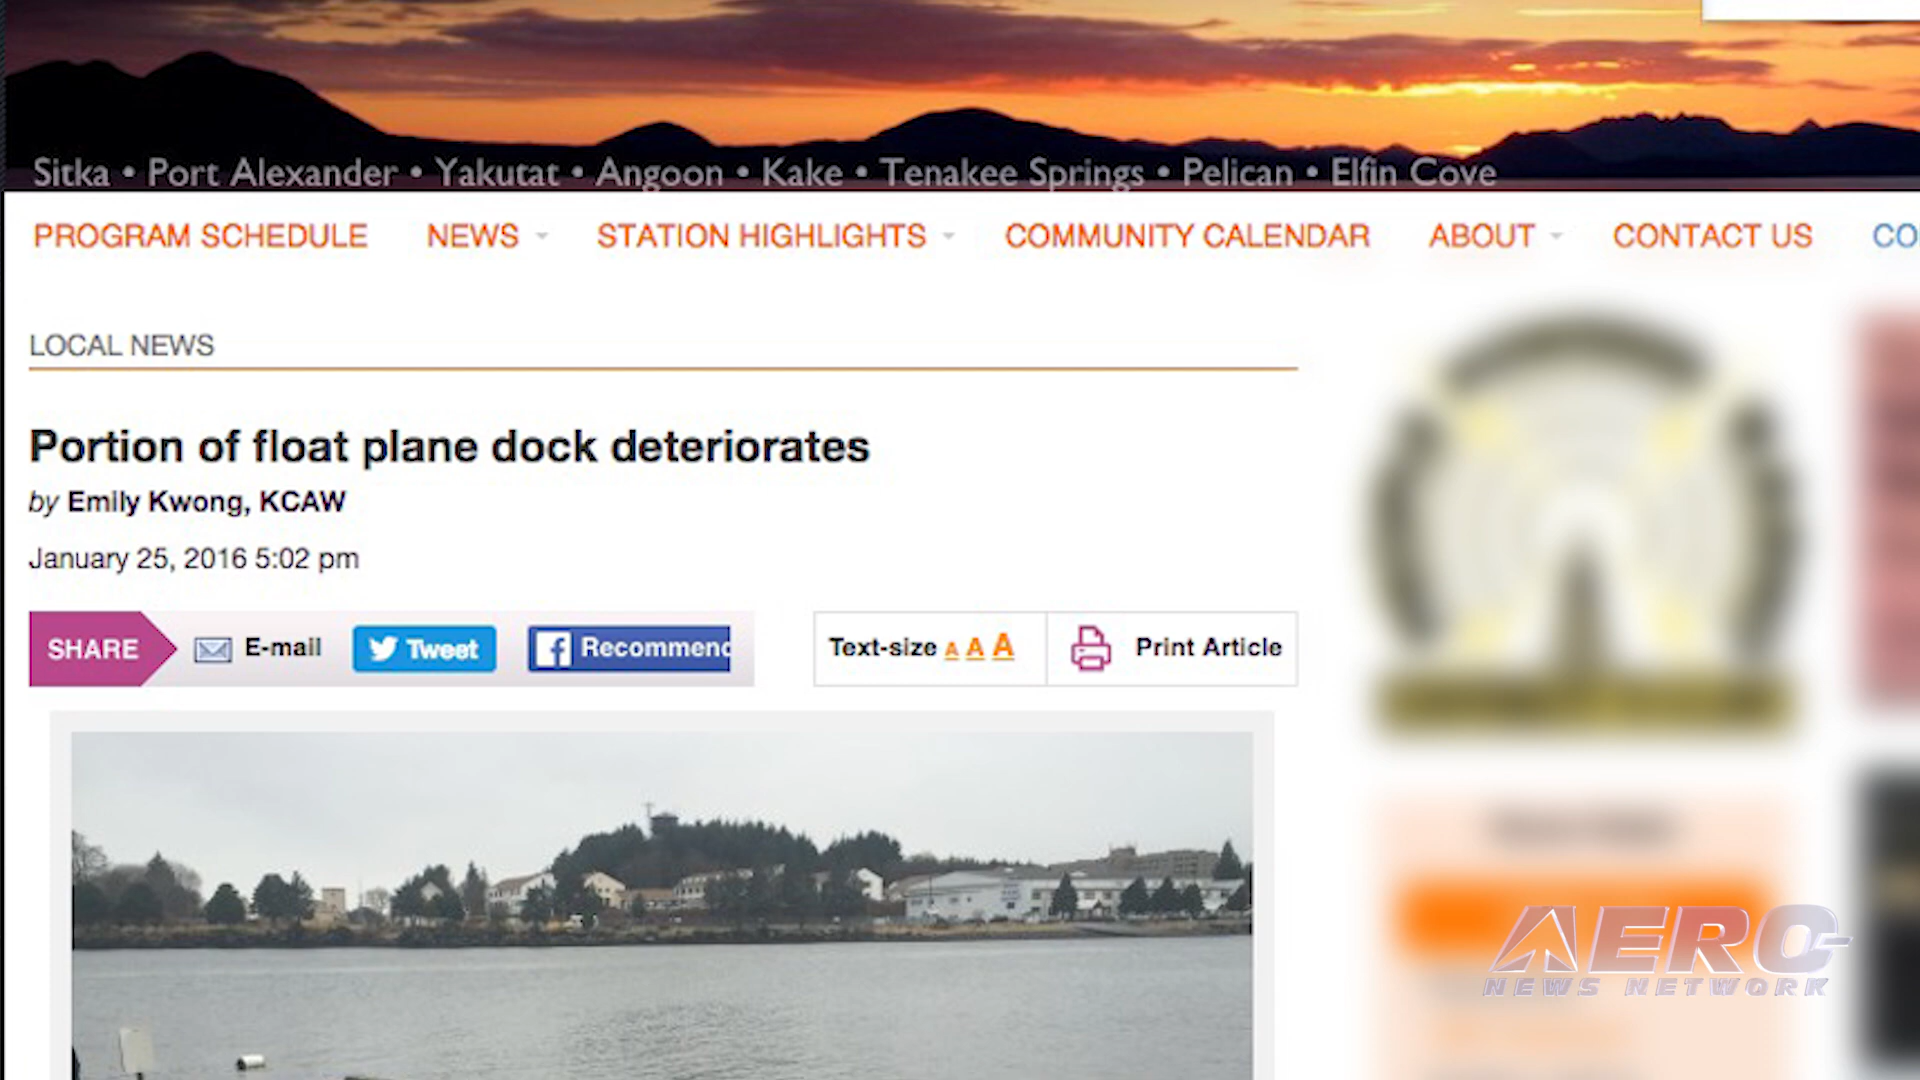 Sitka • Port Alexander • Yakutat • Angoon • Kake • Tenakee Springs • Pelican • Elfin Cove
PROGRAM SCHEDULE NEWS STATION HIGHLIGHTS COMMUNITY CALENDAR ABOUT CONTACT US CO
LOCAL NEWS
Portion of float plane dock deteriorates
by Emily Kwong, KCAW
January 25, 2016 5:02 pm
SHARE E-mail Tweet Recommend Text-size A A A Print Article
AERO-
NEWS NETWORK